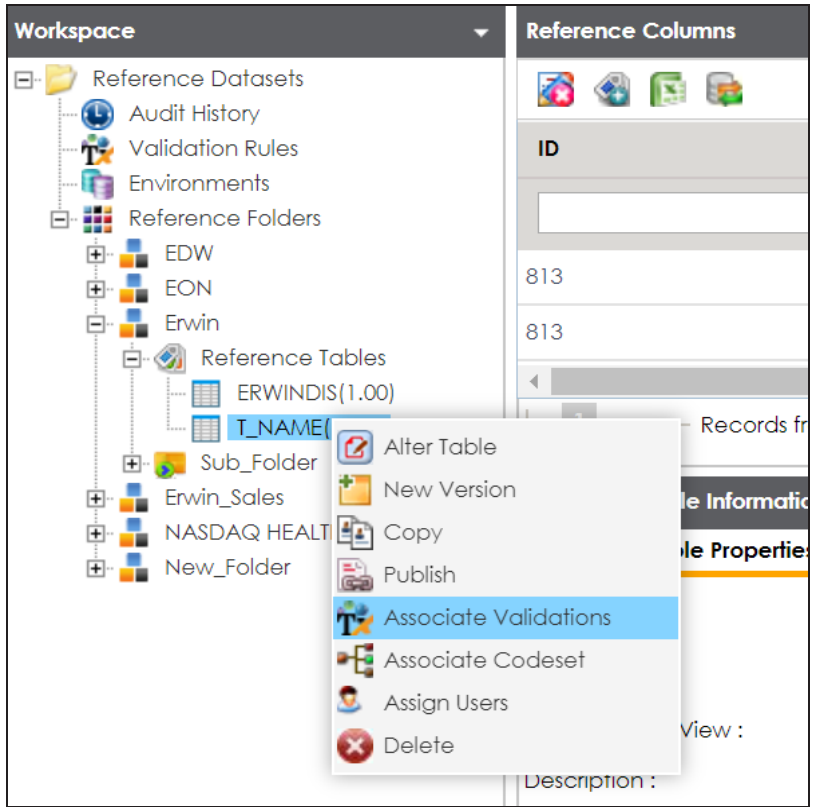 Workspace
Reference Datasets
Audit History
Validation Rules
Environments
Reference Folders
EDW
EON
Erwin
Reference Tables
ERWINDIS(1.00)
T_NAME(
Sub_Folder
Erwin_Sales
NASDAQ HEALT
New_Folder
Alter Table
New Version
Copy
Publish
Associate Validations
Associate Codeset
Assign Users
Delete
Reference Columns
ID
813
813
Records fr
le Informatio
ble Properties
View :
Description :